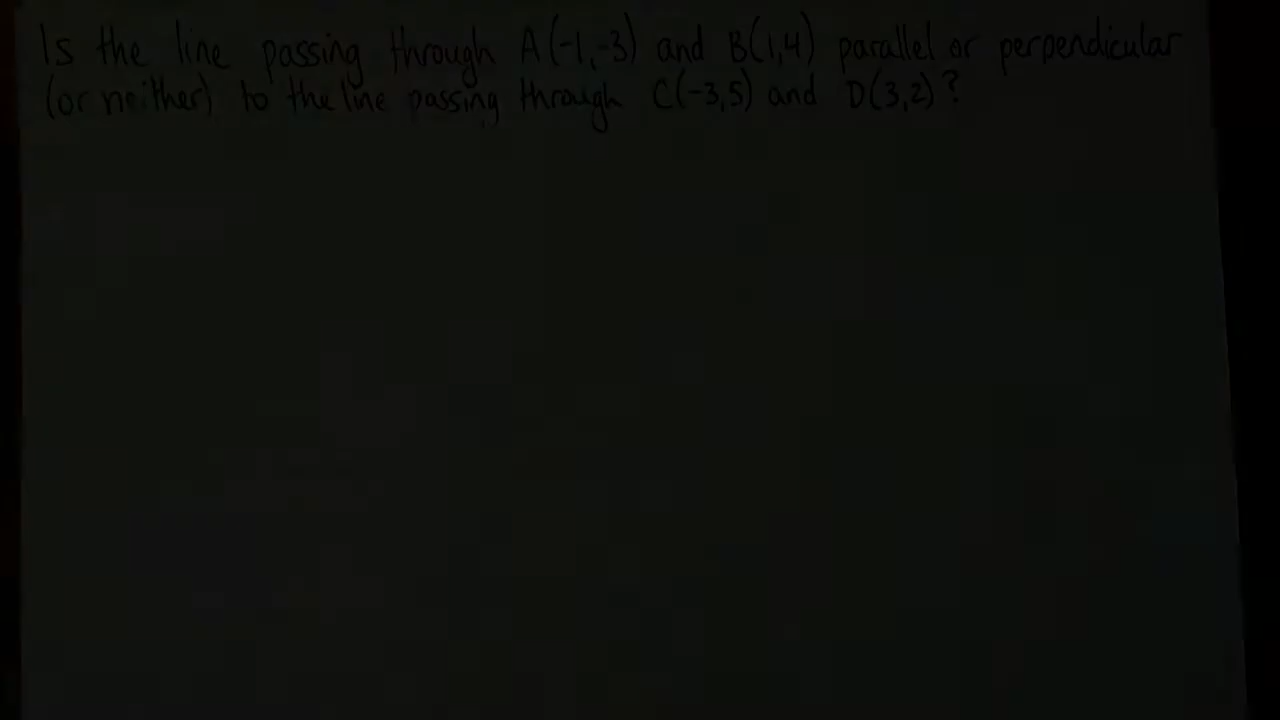 Is the line passing through A(-1,-3) and B(1,4) parallel or perpendicular
(or neither) to the line passing through C(-3,5) and D(3,2)?